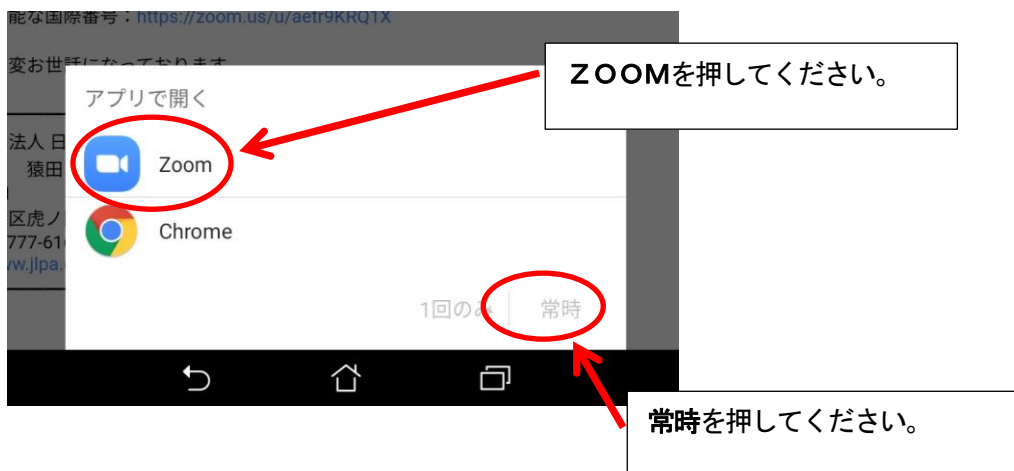 能な国際番号：https://zoom.us/u/aetr9KRQ1X
変お世話になっております
ＺＯＯＭを押してください。
アプリで開く
法人 日
猿田
Zoom
区虎ノ
Chrome
777-61
ww.jlpa.
1回のみ
常時
常時を押してください。